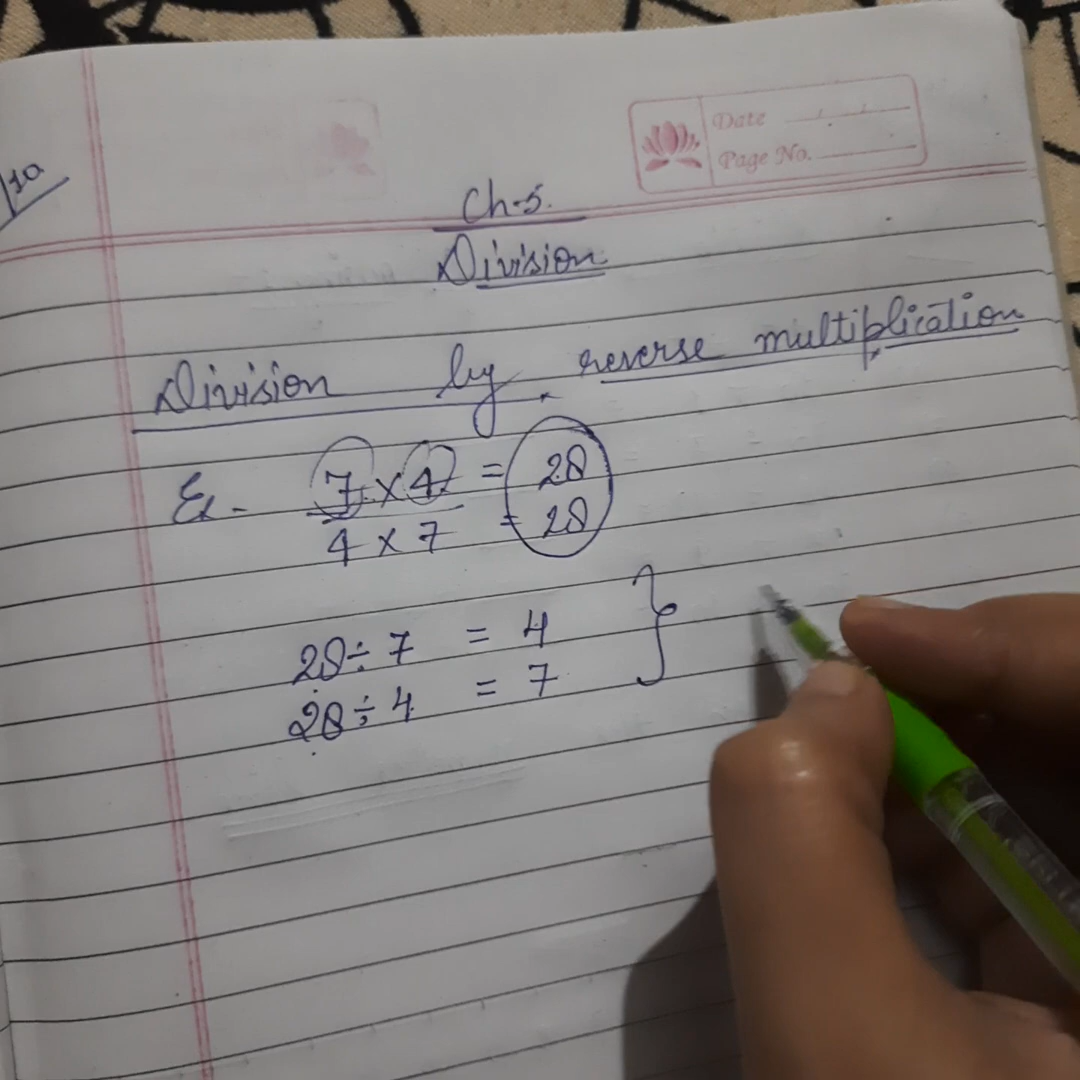 Date
Page No.
10
Ch-5.
Division
Division by reverse multiplication
Ex. 7 x 4 = 28
4 x 7 = 28
28 ÷ 7 = 4
28 ÷ 4 = 7